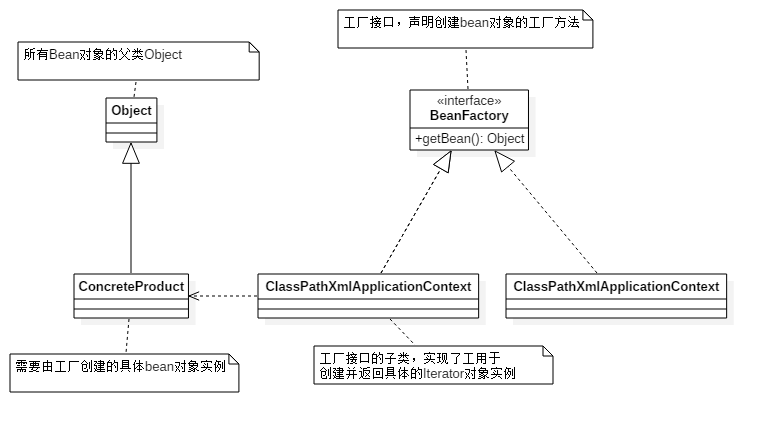 工厂接口，声明创建bean对象的工厂方法
所有Bean对象的父类Object
Object
«interface»
BeanFactory
+getBean(): Object
ConcreteProduct
ClassPathXmlApplicationContext
ClassPathXmlApplicationContext
需要由工厂创建的具体bean对象实例
工厂接口的子类，实现了工用于
创建并返回具体的Iterator对象实例